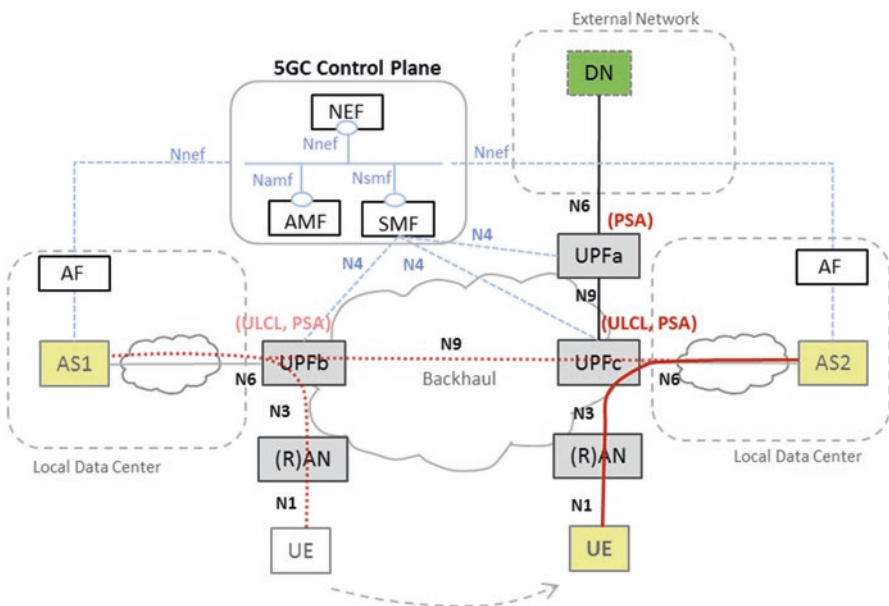 External Network
5GC Control Plane
DN
NEF
Nnef
Nnef
Nnef
Namf
Nsmf
AMF
SMF
N6
(PSA)
N4
N4
N4
UPFa
AF
AF
N9
(ULCL, PSA)
(ULCL, PSA)
AS1
N6
UPFb
N9
Backhaul
UPFc
N6
AS2
N3
N3
Local Data Center
(R)AN
(R)AN
Local Data Center
N1
N1
UE
UE